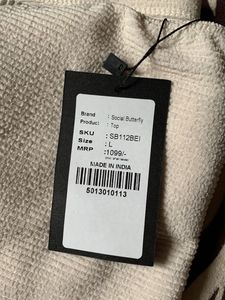 Brand : Social Butterfly
Product : Top
SKU : SB112BEI
Size : L
MRP : 1099/-
MADE IN INDIA
5013010113